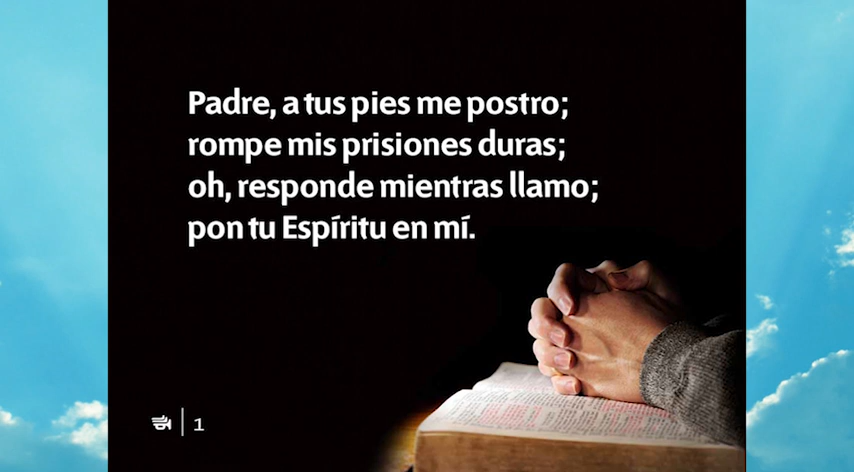 Padre, a tus pies me postro;
rompe mis prisiones duras;
oh, responde mientras llamo;
pon tu Espíritu en mí.
1